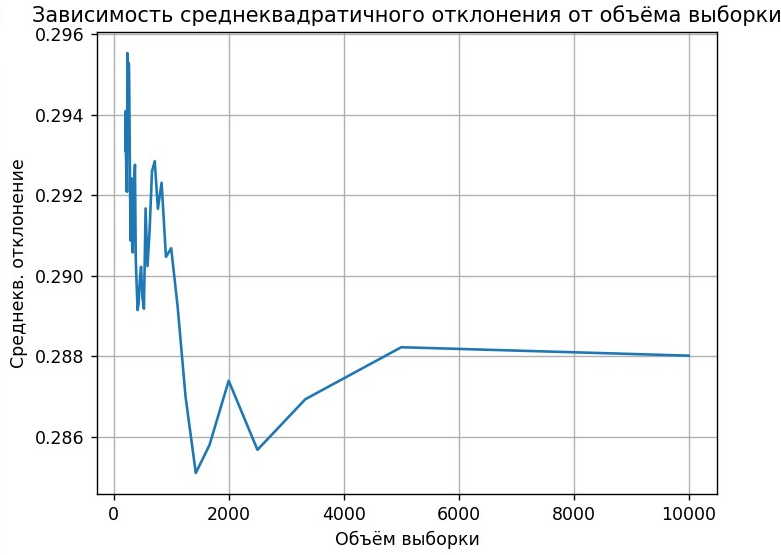 Зависимость среднеквадратичного отклонения от объёма выборки
0.296
0.294
0.292
0.290
0.288
0.286
Среднекв. отклонение
0 2000 4000 6000 8000 10000
Объём выборки